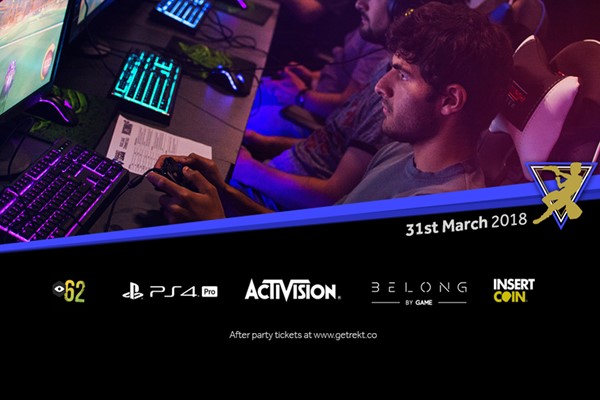 31st March 2018
62
PS4 Pro
ACTIVISION®
BELONG
BY GAME
INSERT
COIN
After party tickets at www.getrekt.co